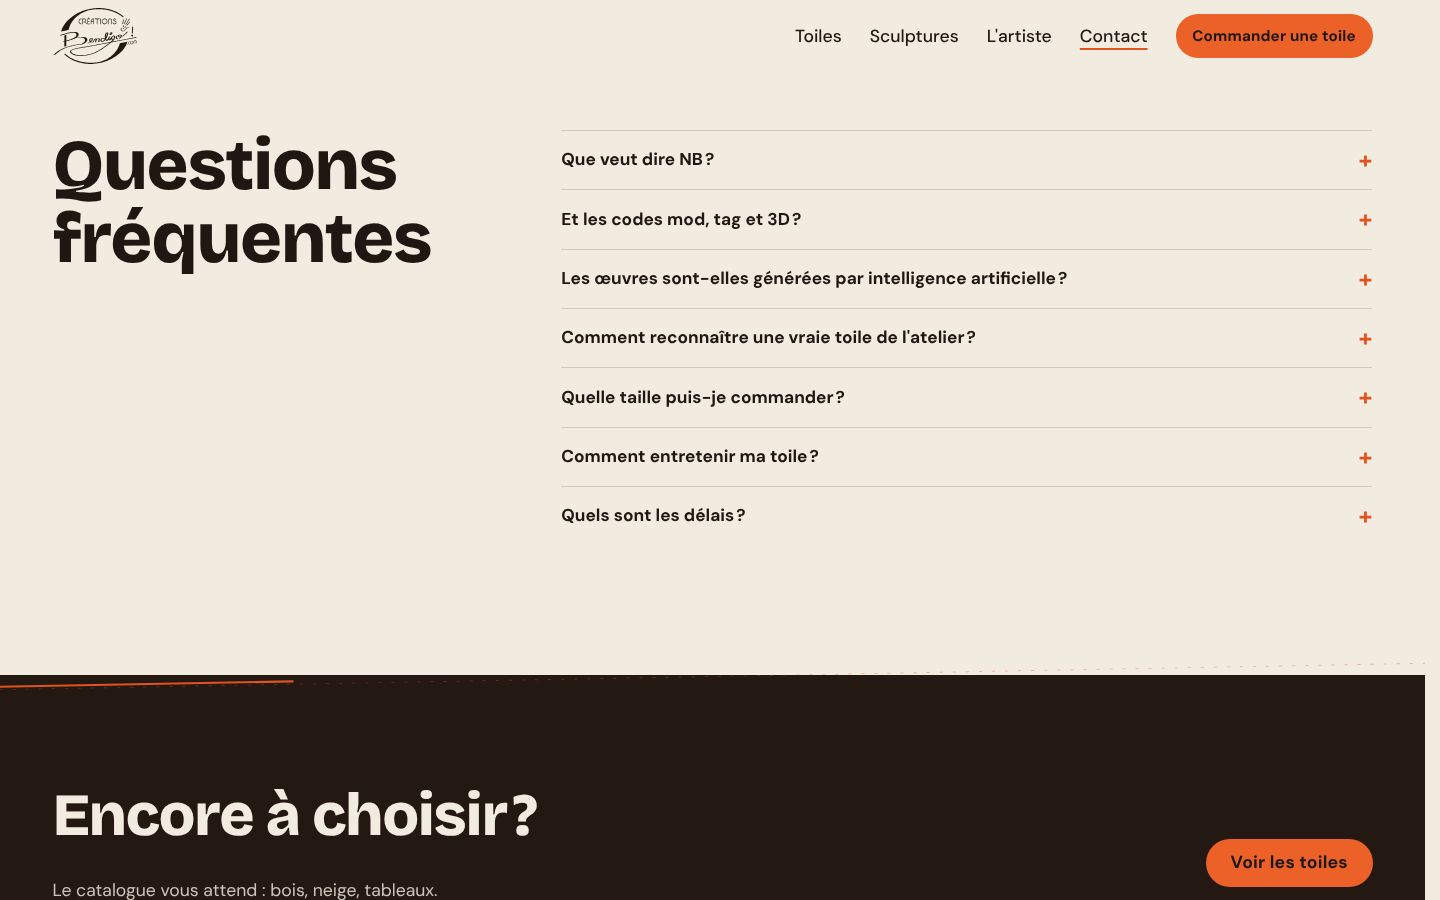 CRÉATIONS
Bendigo!
.com
Toiles
Sculptures
L'artiste
Contact
Commander une toile
Questions
fréquentes
Que veut dire NB ?
Et les codes mod, tag et 3D ?
Les œuvres sont-elles générées par intelligence artificielle ?
Comment reconnaître une vraie toile de l'atelier ?
Quelle taille puis-je commander ?
Comment entretenir ma toile ?
Quels sont les délais ?
Encore à choisir ?
Voir les toiles
Le catalogue vous attend : bois, neige, tableaux.